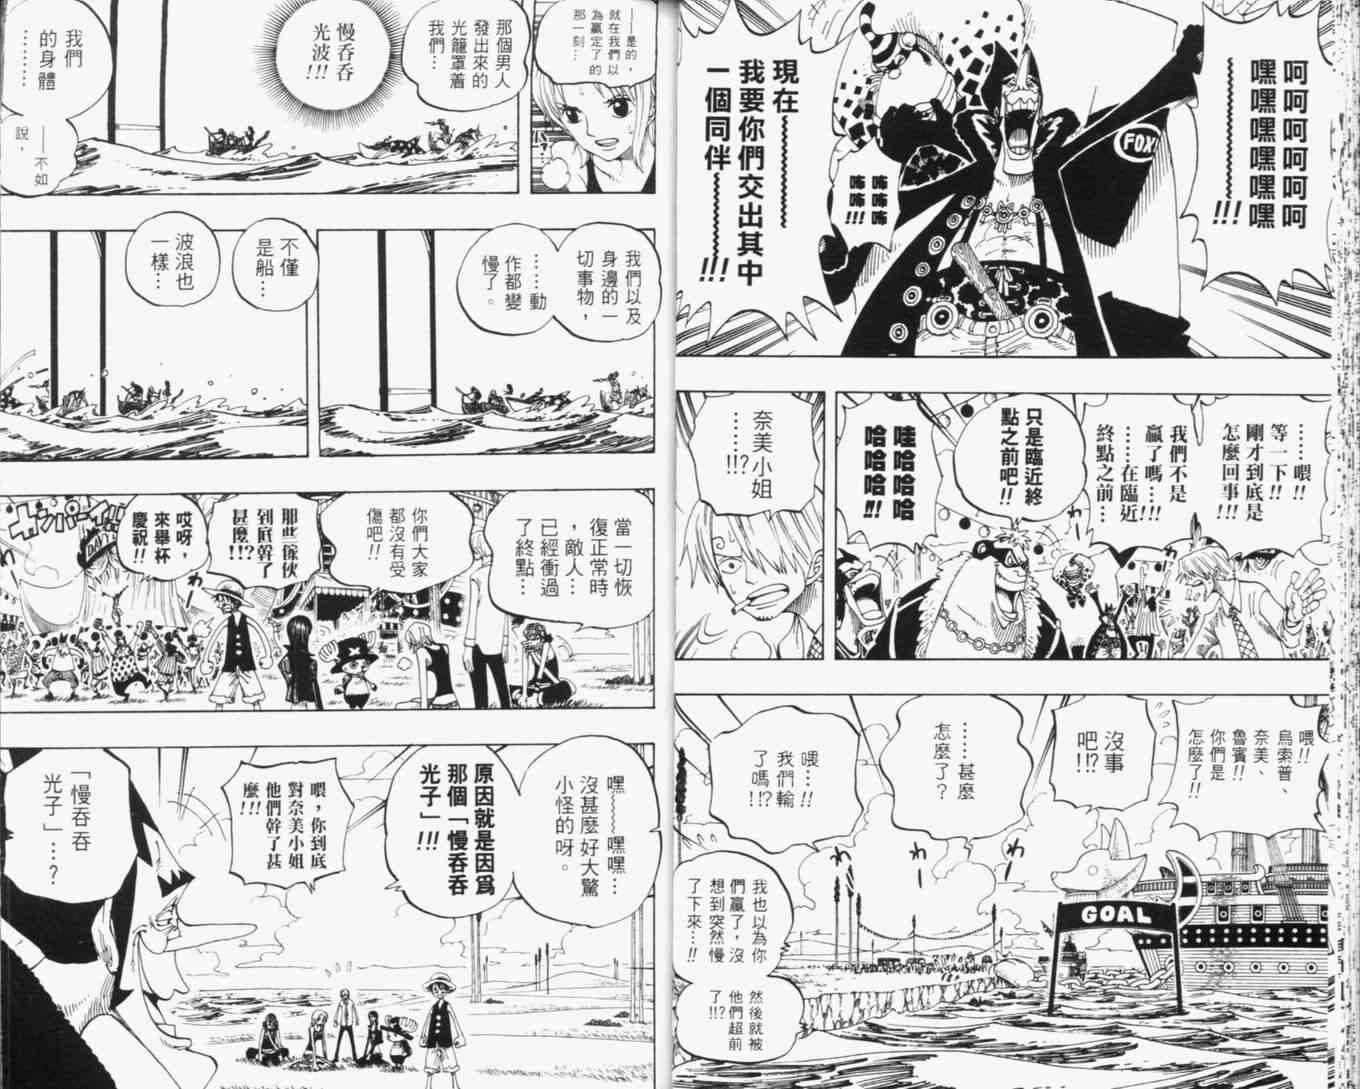 呵呵呵呵呵
嘿嘿嘿嘿嘿嘿!!!
現在
我要你們交出其中
一個同伴!!!
咘咘咘
咘咘!!!
FOX
……喂!!
等一下!!
剛才到底是
怎麼回事!!!
我們不是
贏了嗎…!!!
……在臨近
終點之前…
只是臨近終
點之前吧!!
哇哈哈哈
哈哈哈哈!!
奈美小姐
……!!?
喂!!
烏索普、
奈美、
魯賓!!
你們是
怎麼了!!
沒事
吧!!?
……甚麼
怎麼了?
喂…!!
我們輸
了嗎!!?
わ
わ
わ
GOAL
我也以為你
們贏了，沒
想到突然慢
了下來…!!
然後就被
他們超前
了!!?
——是的，
就在我們以
為贏定了的
那一刻…
那個男人
發出來的
光籠罩着
我們…
慢吞吞
光波!!!
我們
的身體
……
——不如
說，
我們以及
身邊的一
切事物，
……動
作都變
慢了。
不僅
是船…
波浪也
一樣…
當一切恢
復正常時
，敵人…
已經衝過
了終點…
你們大家
都沒有受
傷吧!!
那些傢伙
到底幹了
甚麼!!?
哎呀，
來舉杯
慶祝!!
わ
わ
嘿——嘿嘿…
沒甚麼好大驚
小怪的呀。
原因就是因為
那個「慢吞吞
光子」!!!
喂，你到底
對奈美小姐
他們幹了甚
麼!!!
「慢吞吞
光子」…?